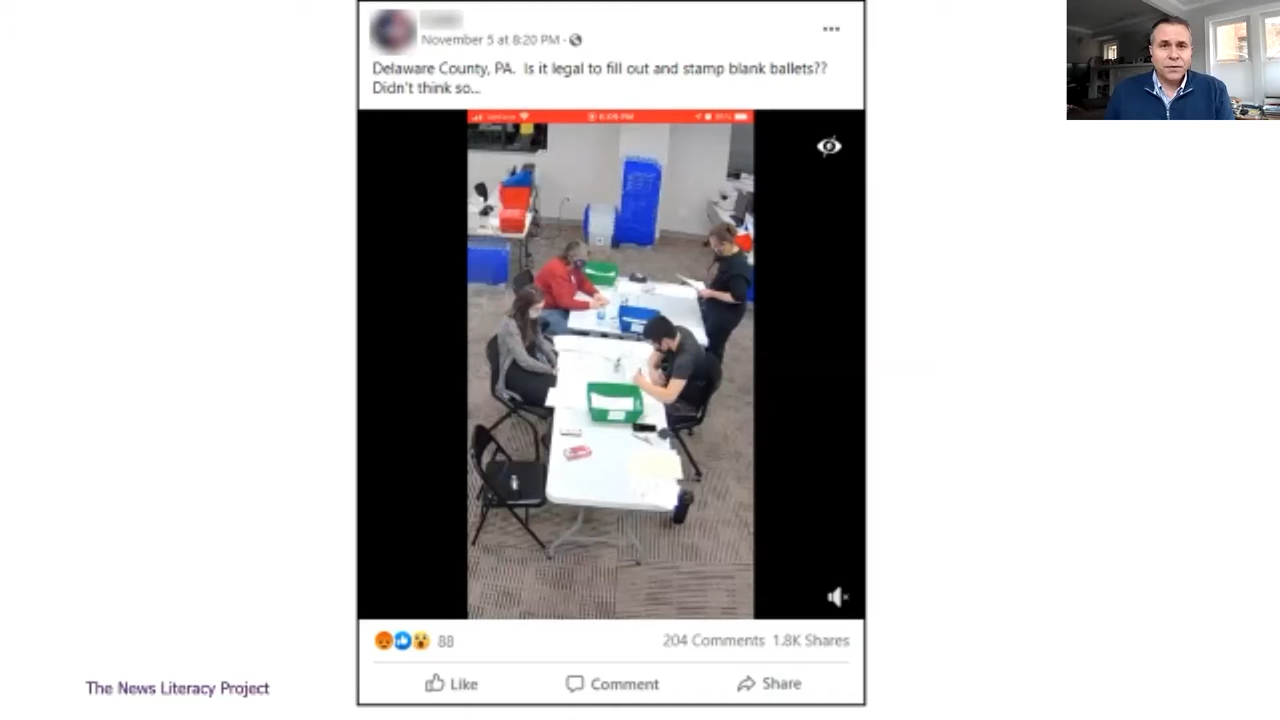 November 5 at 8:20 PM ·
Delaware County, PA. Is it legal to fill out and stamp blank ballets??
Didn't think so...
88
204 Comments 1.8K Shares
Like Comment Share
The News Literacy Project